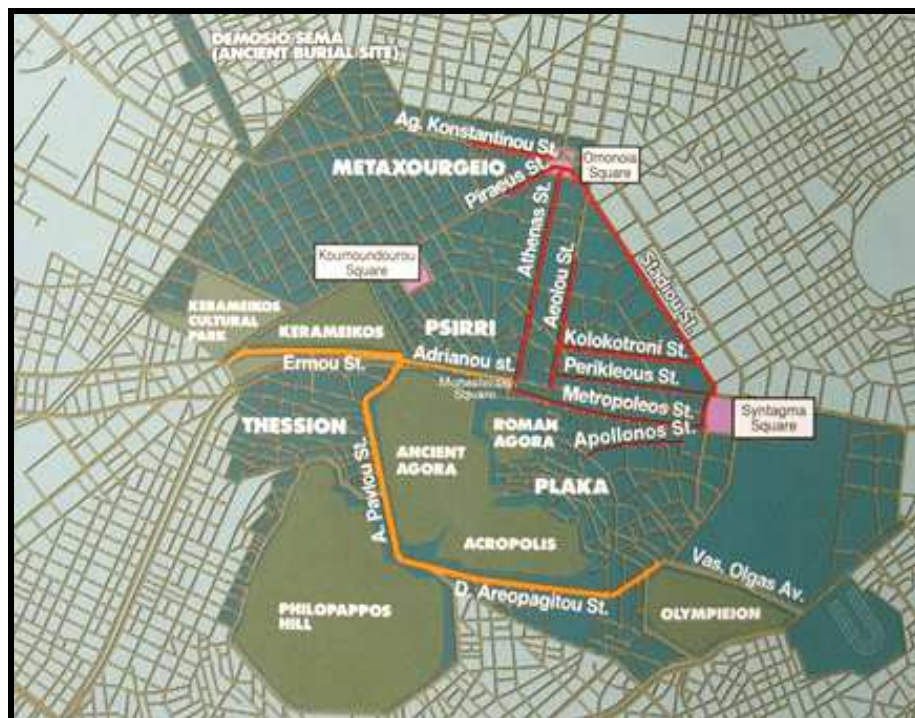 DEMOSIO SEMA
(ANCIENT BURIAL SITE)
Ag. Konstantinou St.
Omonoia
Square
METAXOURGEIO
Piraeus St.
Athenas St.
Aeolou St.
Stadiou St.
Koumoundourou
Square
KERAMEIKOS
CULTURAL
PARK
KERAMEIKOS
PSIRRI
Kolokotroni St.
Ermou St.
Adrianou st.
Perikleous St.
Square
Metropoleos St.
Syntagma
Square
THESSION
ROMAN
AGORA
Apollonos St.
ANCIENT
AGORA
A. Pavlou St.
PLAKA
ACROPOLIS
Vas. Olgas Av.
D. Areopagitou St.
PHILOPAPPOS
HILL
OLYMPIEION